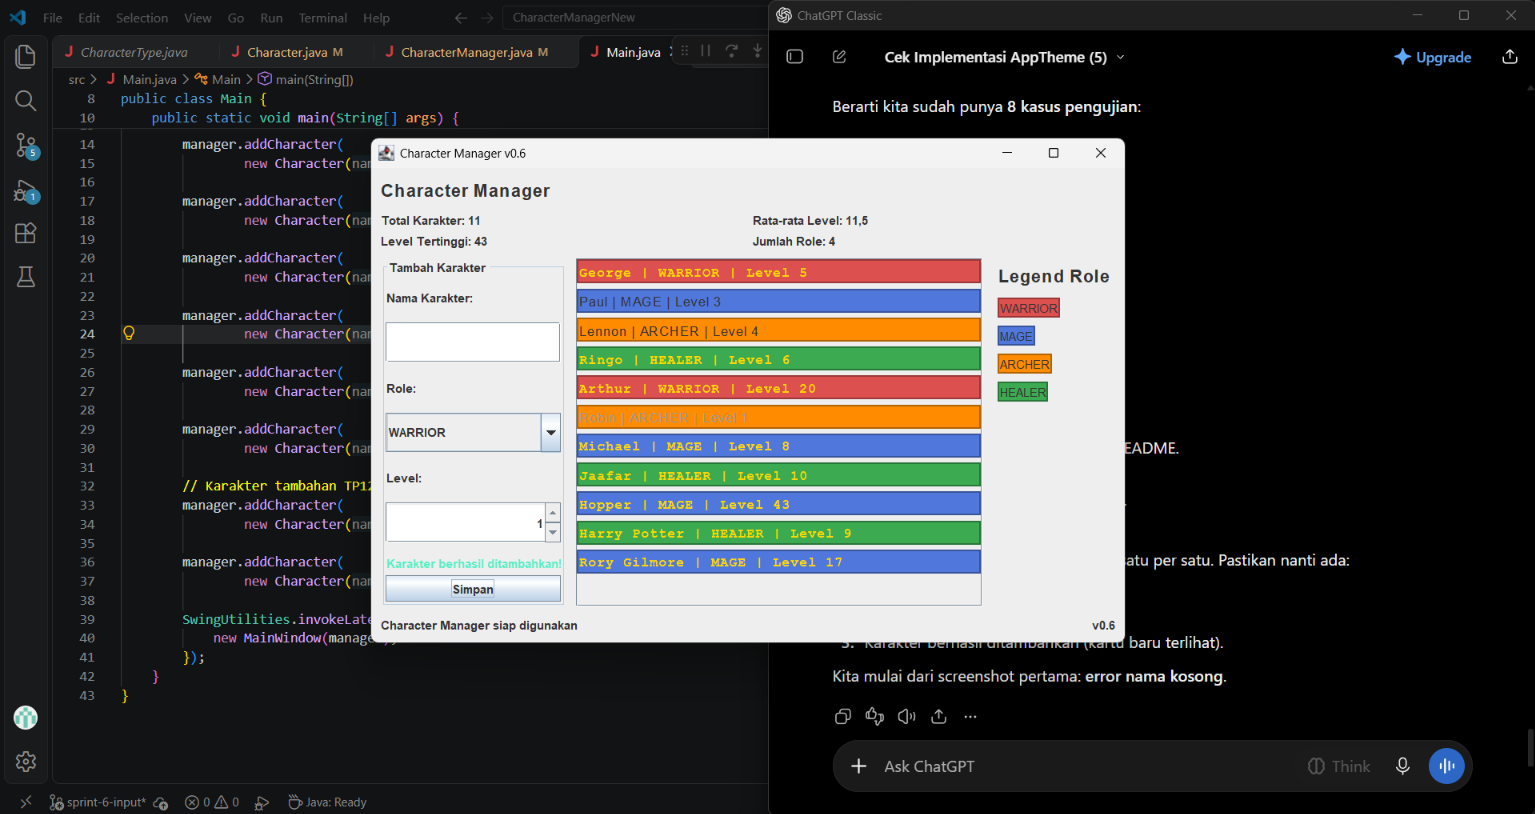 File Edit Selection View Go Run Terminal Help
CharacterManagerNew
CharacterType.java
Character.java M
CharacterManager.java M
Main.java
src > Main.java > Main > main(String[])
8 public class Main {
10 public static void main(String[] args) {
14 manager.addCharacter(
15 new Character(
16
17 manager.addCharacter(
18 new Character(
19
20 manager.addCharacter(
21 new Character(
22
23 manager.addCharacter(
24 new Character(
25
26 manager.addCharacter(
27 new Character(
28
29 manager.addCharacter(
30 new Character(
31
32 // Karakter tambahan TP12
33 manager.addCharacter(
34 new Character(
35
36 manager.addCharacter(
37 new Character(
38
39 SwingUtilities.invokeLate
40 new MainWindow(manage
41 });
42 }
43 }
5
1
sprint-6-input*
0 0
Java: Ready
Character Manager v0.6
Character Manager
Total Karakter: 11
Rata-rata Level: 11,5
Level Tertinggi: 43
Jumlah Role: 4
Tambah Karakter
Nama Karakter:
Role:
WARRIOR
Level:
1
Karakter berhasil ditambahkan!
Simpan
George | WARRIOR | Level 5
Paul | MAGE | Level 3
Lennon | ARCHER | Level 4
Ringo | HEALER | Level 6
Arthur | WARRIOR | Level 20
Robin | ARCHER | Level 1
Michael | MAGE | Level 8
Jaafar | HEALER | Level 10
Hopper | MAGE | Level 43
Harry Potter | HEALER | Level 9
Rory Gilmore | MAGE | Level 17
Legend Role
WARRIOR
MAGE
ARCHER
HEALER
Character Manager siap digunakan
v0.6
ChatGPT Classic
Cek Implementasi AppTheme (5)
Upgrade
Berarti kita sudah punya 8 kasus pengujian:
EADME.
satu per satu. Pastikan nanti ada:
Karakter berhasil ditambahkan (kartu baru terlihat).
Kita mulai dari screenshot pertama: error nama kosong.
Ask ChatGPT
Think